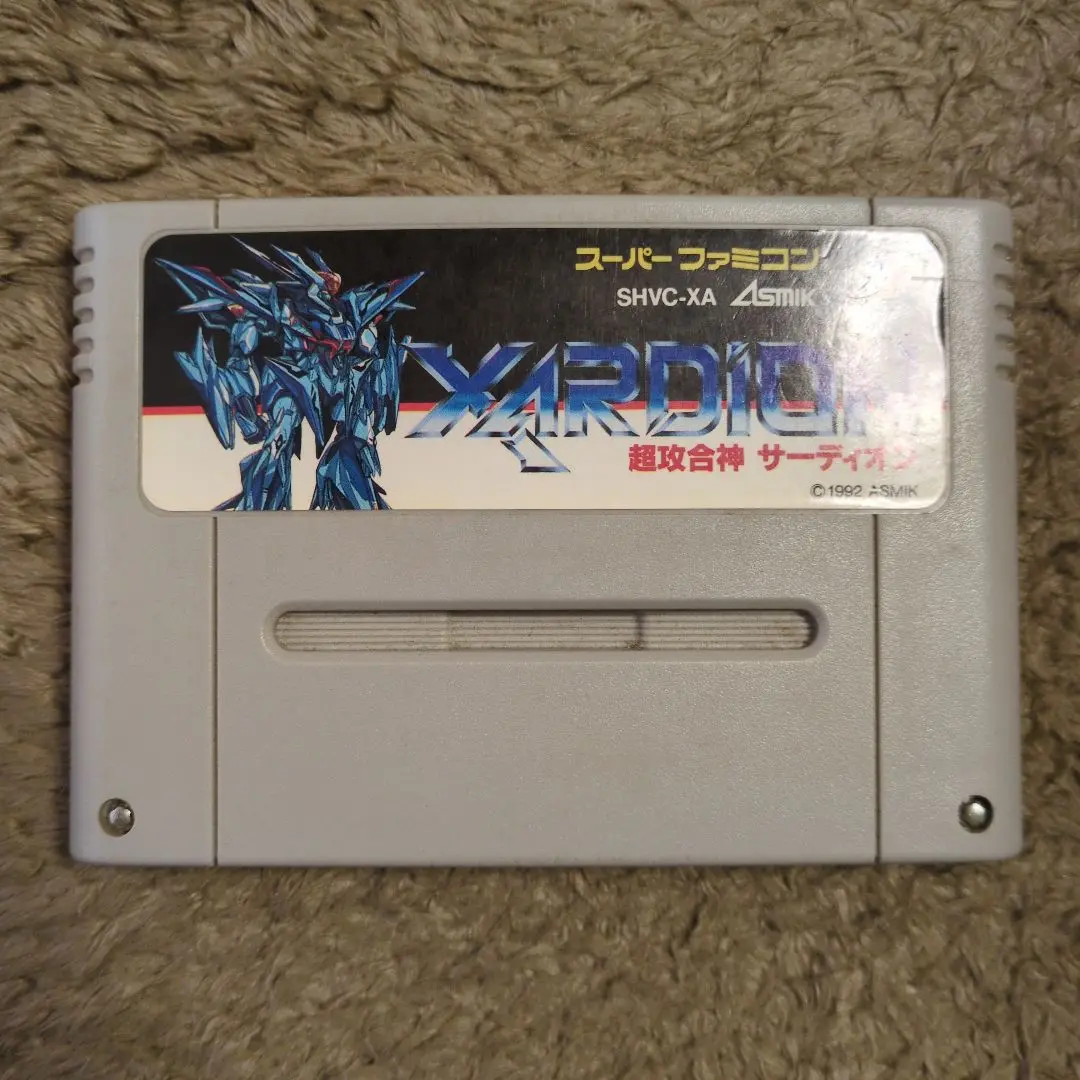 スーパーファミコン
SHVC-XA ASMIK
XARDION
超攻合神 サーディオン
©1992 ASMIK